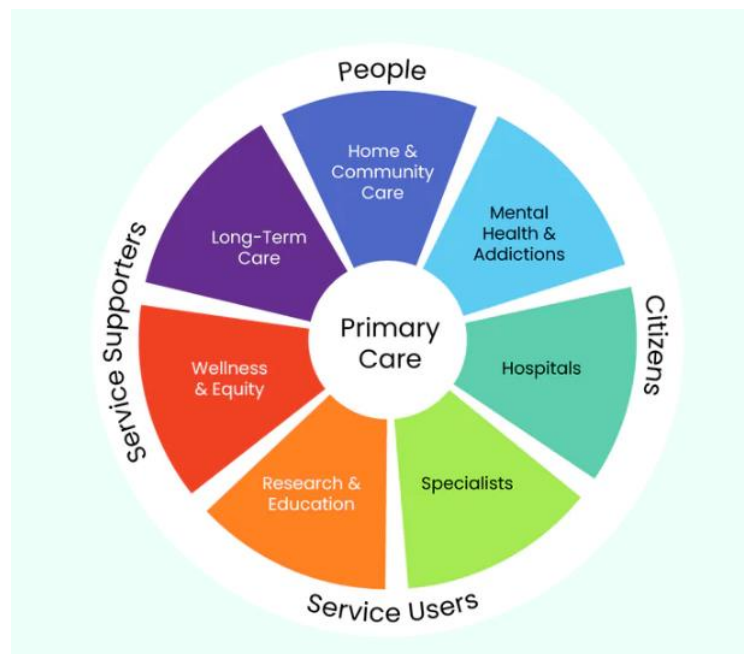 People
Home &
Community
Care
Mental
Health &
Addictions
Long-Term
Care
Service Supporters
Primary
Care
Citizens
Wellness
& Equity
Hospitals
Research &
Education
Specialists
Service Users